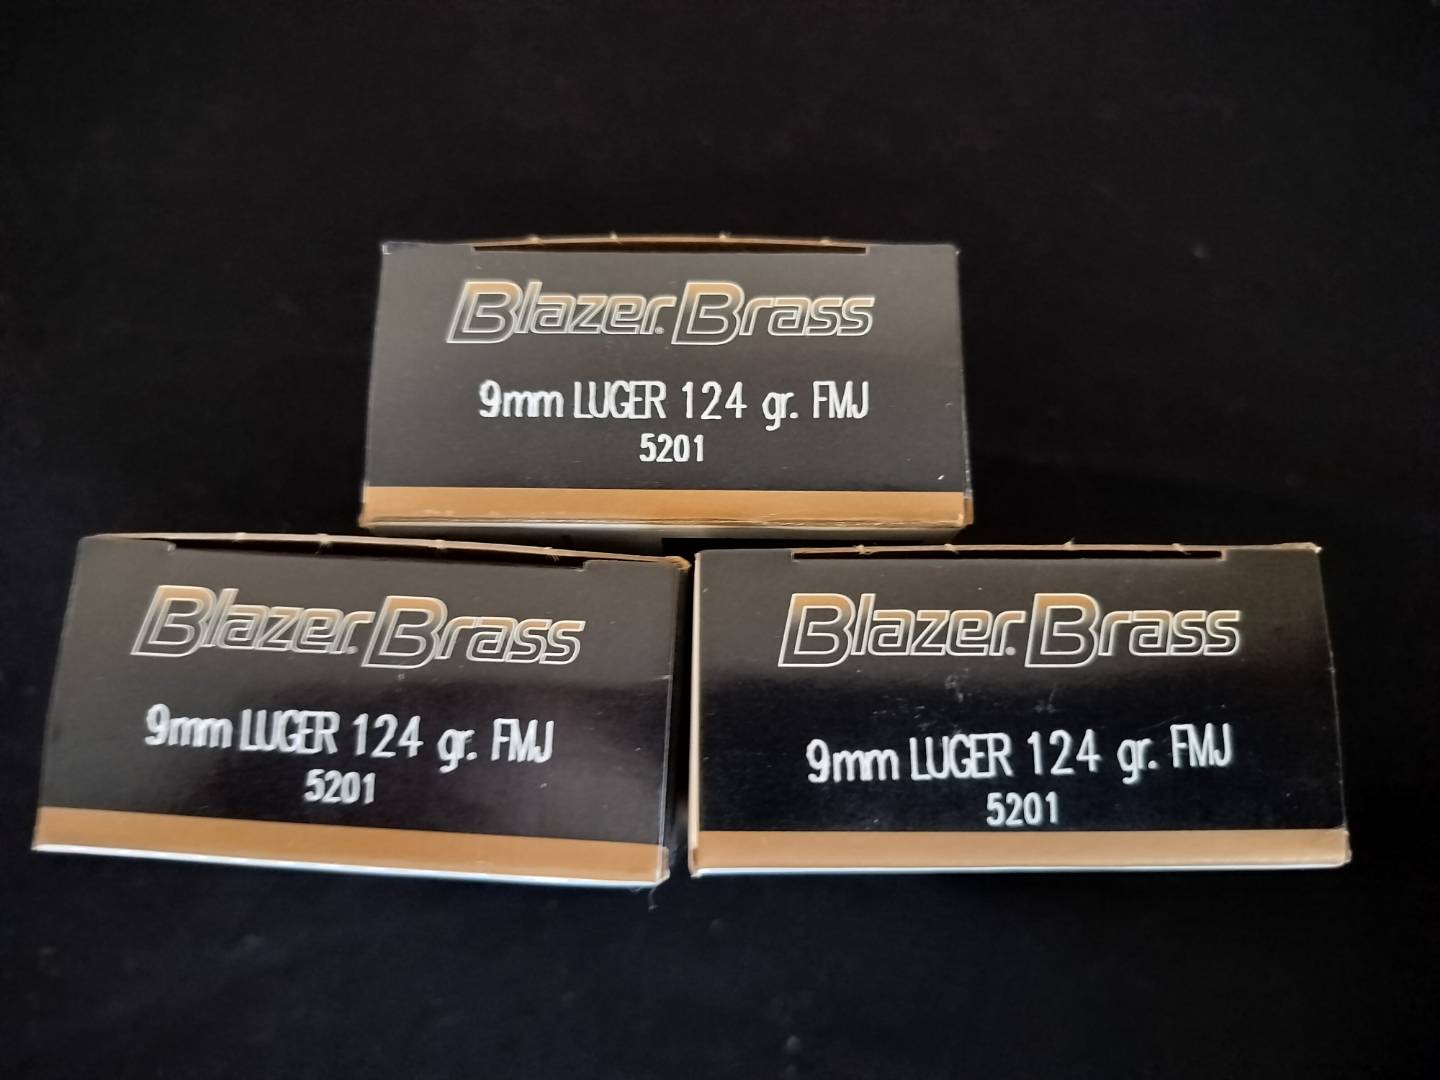 Blazer® Brass
9mm LUGER 124 gr. FMJ
5201
Blazer® Brass
9mm LUGER 124 gr. FMJ
5201
Blazer® Brass
9mm LUGER 124 gr. FMJ
5201